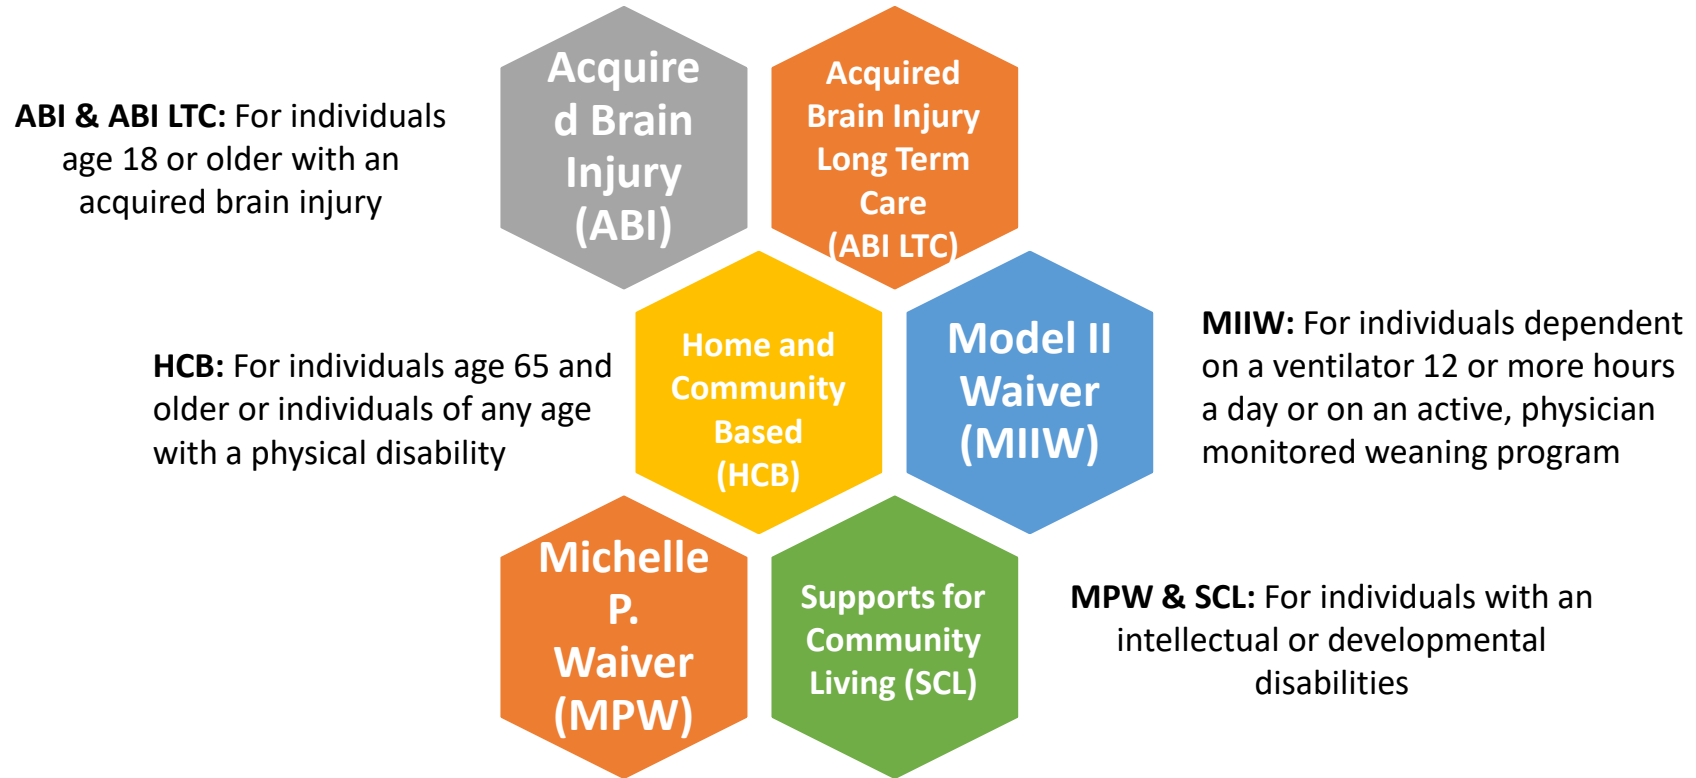 ABI & ABI LTC: For individuals
age 18 or older with an
acquired brain injury
Acquire
d Brain
Injury
(ABI)
Acquired
Brain Injury
Long Term
Care
(ABI LTC)
HCB: For individuals age 65 and
older or individuals of any age
with a physical disability
Home and
Community
Based
(HCB)
Model II
Waiver
(MIIW)
MIIW: For individuals dependent
on a ventilator 12 or more hours
a day or on an active, physician
monitored weaning program
Michelle
P.
Waiver
(MPW)
Supports for
Community
Living (SCL)
MPW & SCL: For individuals with an
intellectual or developmental
disabilities